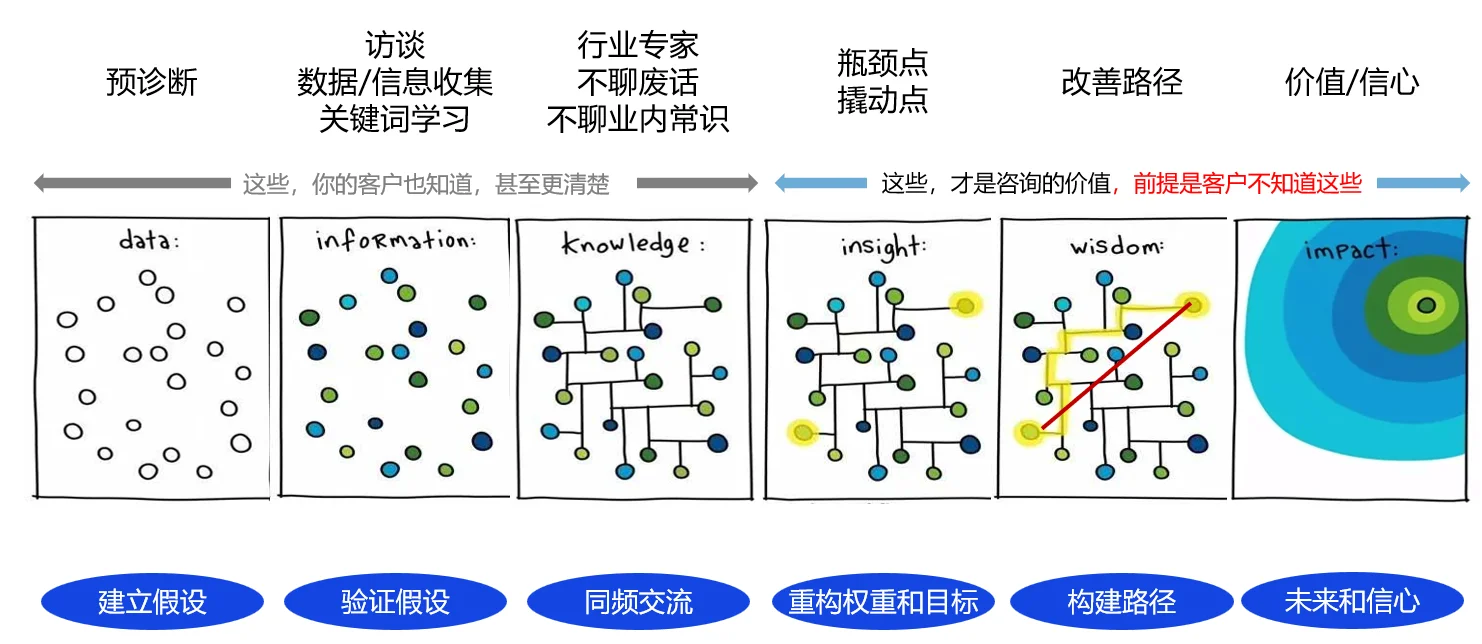 预诊断
访谈
数据/信息收集
关键词学习
行业专家
不聊废话
不聊业内常识
瓶颈点
撬动点
改善路径
价值/信心
这些，你的客户也知道，甚至更清楚
这些，才是咨询的价值，前提是客户不知道这些
data:
information:
knowledge:
insight:
wisdom:
impact:
建立假设
验证假设
同频交流
重构权重和目标
构建路径
未来和信心